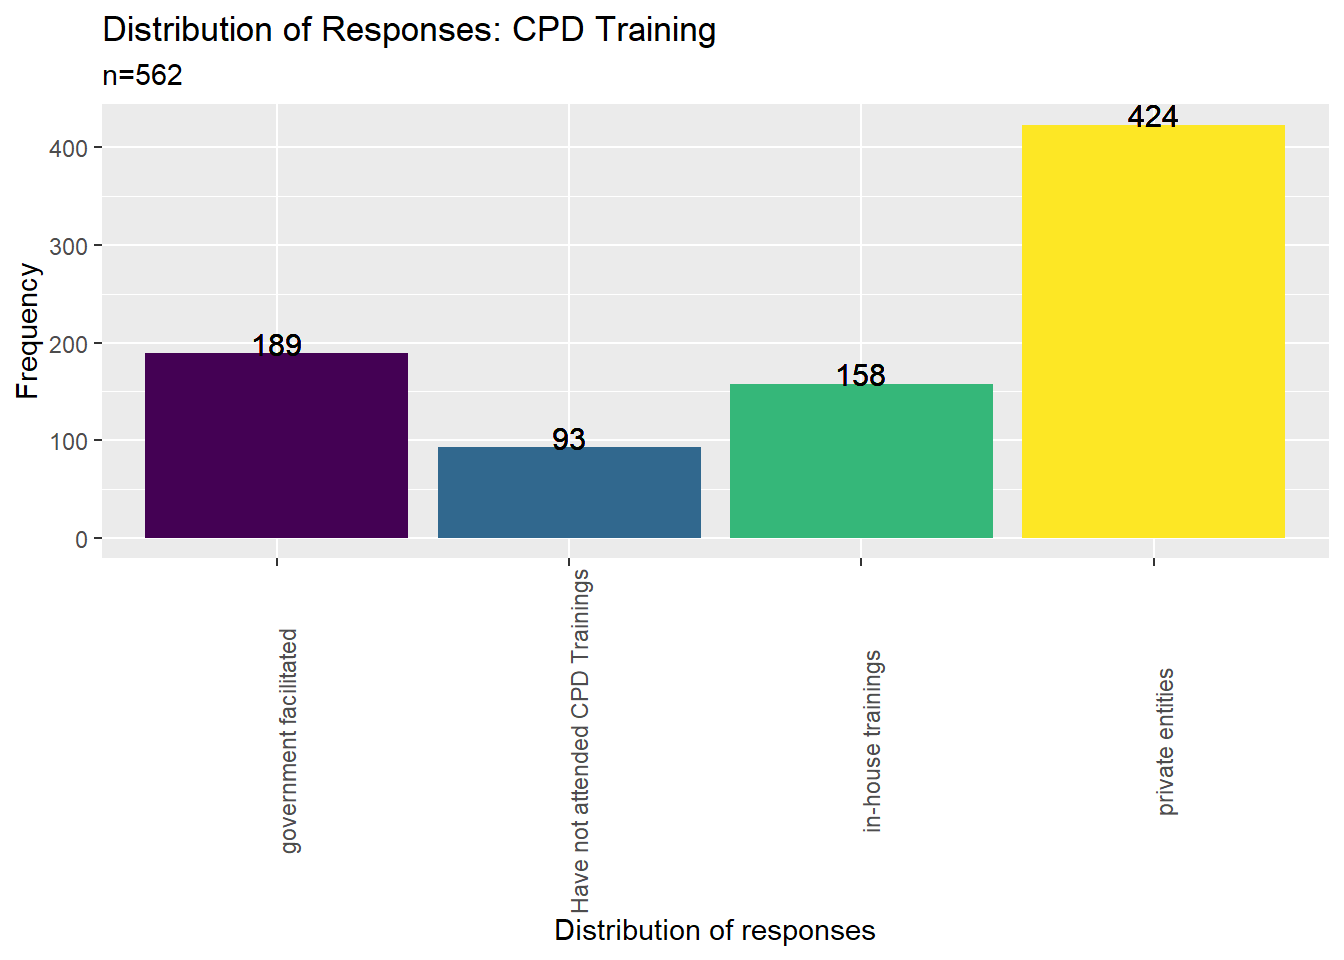 Distribution of Responses: CPD Training
n=562
Frequency
400
300
200
100
0
189
93
158
424
government facilitated
Have not attended CPD Trainings
in-house trainings
private entities
Distribution of responses